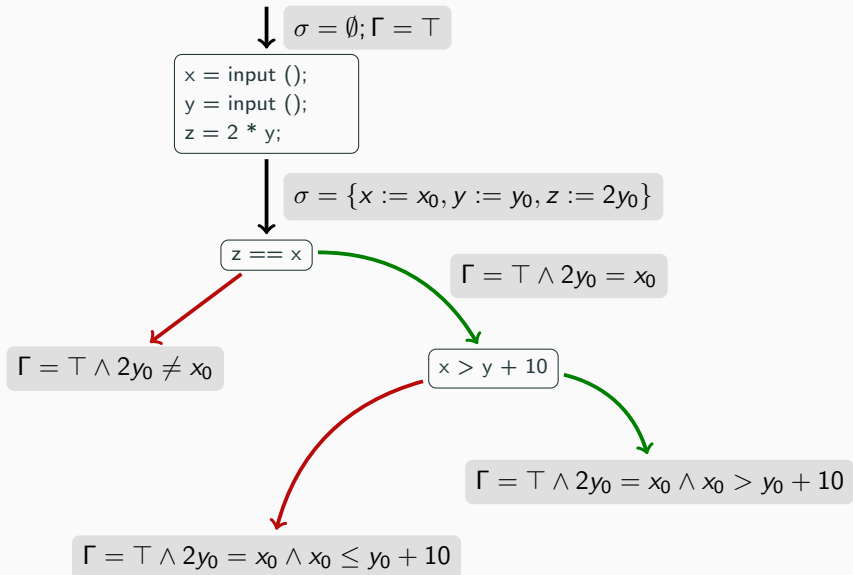 σ = ∅; Γ = ⊤
x = input ();
y = input ();
z = 2 * y;
σ = {x := x₀, y := y₀, z := 2y₀}
z == x
Γ = ⊤ ∧ 2y₀ = x₀
Γ = ⊤ ∧ 2y₀ ≠ x₀
x > y + 10
Γ = ⊤ ∧ 2y₀ = x₀ ∧ x₀ > y₀ + 10
Γ = ⊤ ∧ 2y₀ = x₀ ∧ x₀ ≤ y₀ + 10